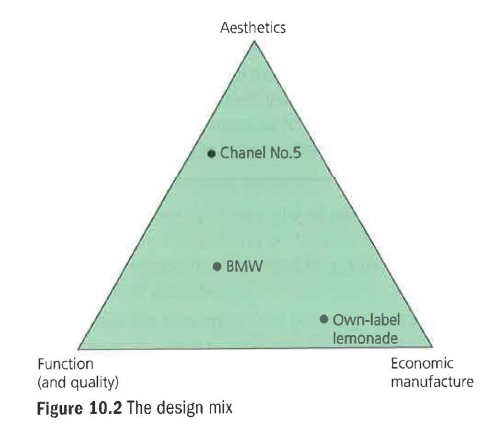 Aesthetics
Chanel No.5
BMW
Own-label
lemonade
Function
(and quality)
Economic
manufacture
Figure 10.2 The design mix